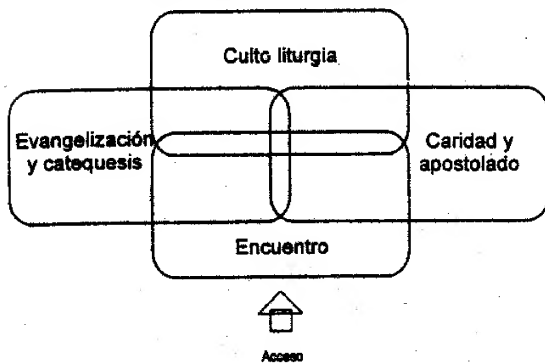 Culto liturgia
Evangelización
y catequesis
Caridad y
apostolado
Encuentro
Acceso